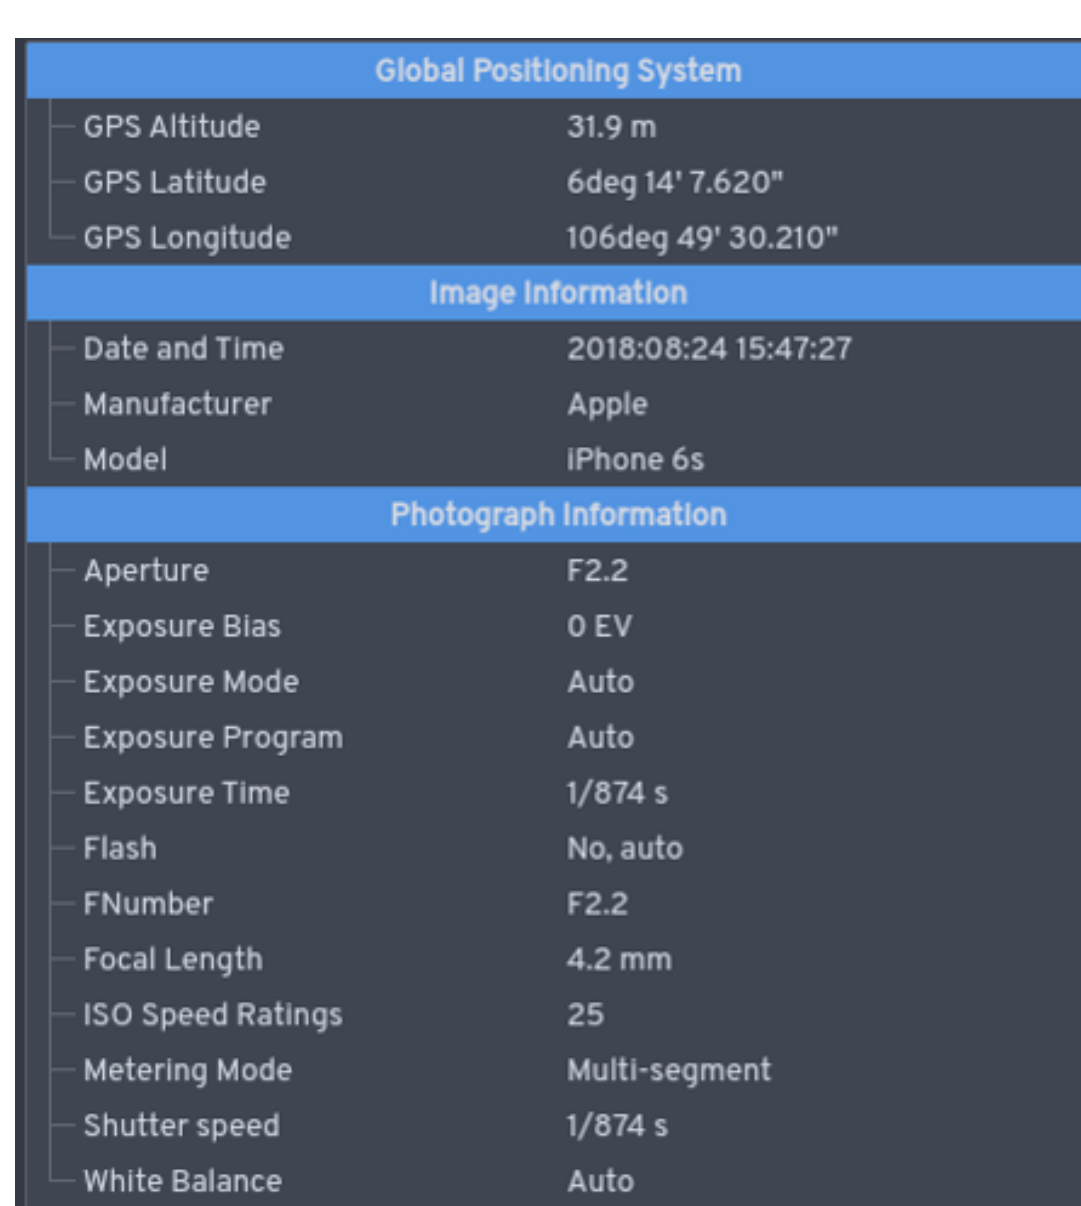 Global Positioning System
GPS Altitude 31.9 m
GPS Latitude 6deg 14' 7.620"
GPS Longitude 106deg 49' 30.210"
Image Information
Date and Time 2018:08:24 15:47:27
Manufacturer Apple
Model iPhone 6s
Photograph Information
Aperture F2.2
Exposure Bias 0 EV
Exposure Mode Auto
Exposure Program Auto
Exposure Time 1/874 s
Flash No, auto
FNumber F2.2
Focal Length 4.2 mm
ISO Speed Ratings 25
Metering Mode Multi-segment
Shutter speed 1/874 s
White Balance Auto